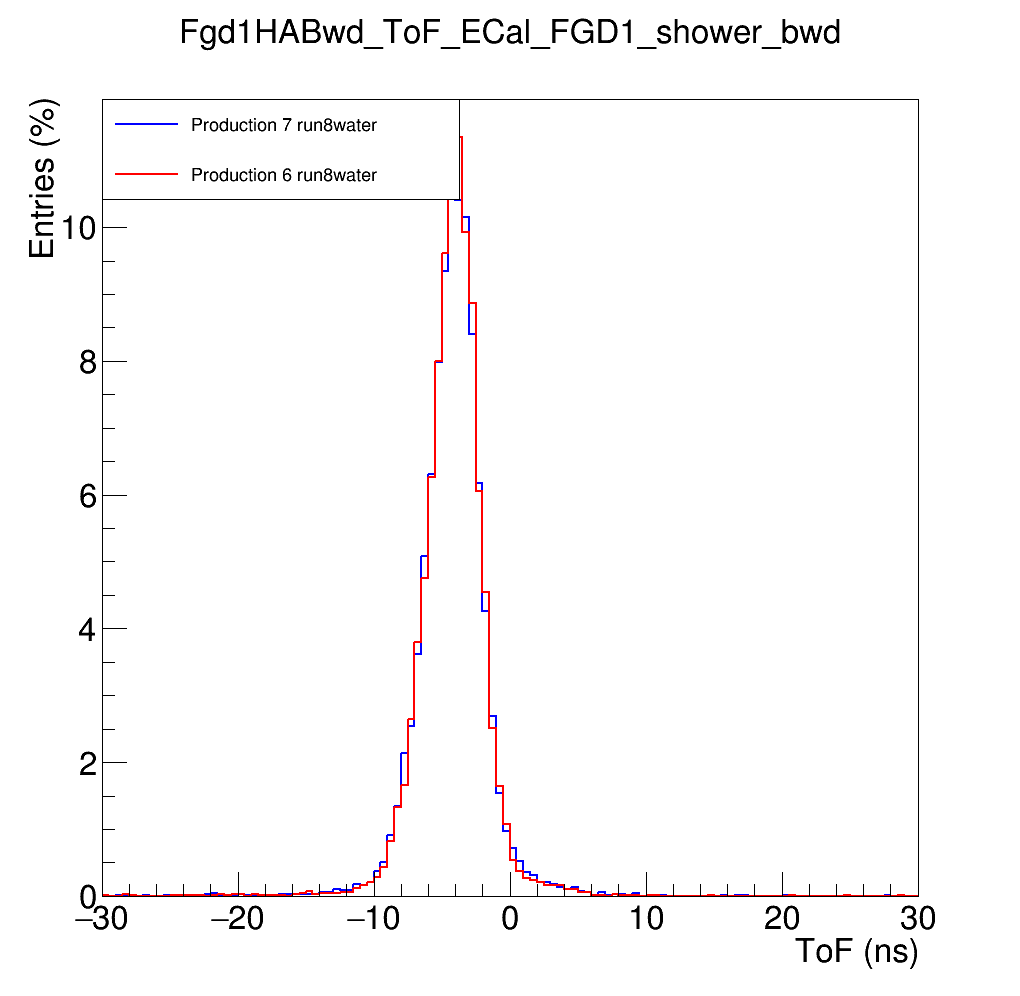 Fgd1HABwd_ToF_ECal_FGD1_shower_bwd
Entries (%)
Production 7 run8water
Production 6 run8water
10
8
6
4
2
0
−30 −20 −10 0 10 20 30
ToF (ns)